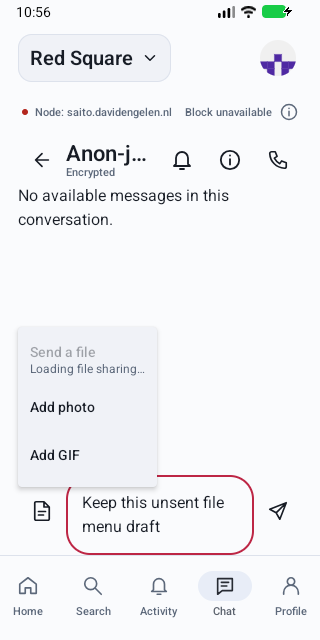 10:56
Red Square
Node: saito.davidengelen.nl
Block unavailable
Anon-j...
Encrypted
No available messages in this
conversation.
Send a file
Loading file sharing...
Add photo
Add GIF
Keep this unsent file
menu draft
Home
Search
Activity
Chat
Profile